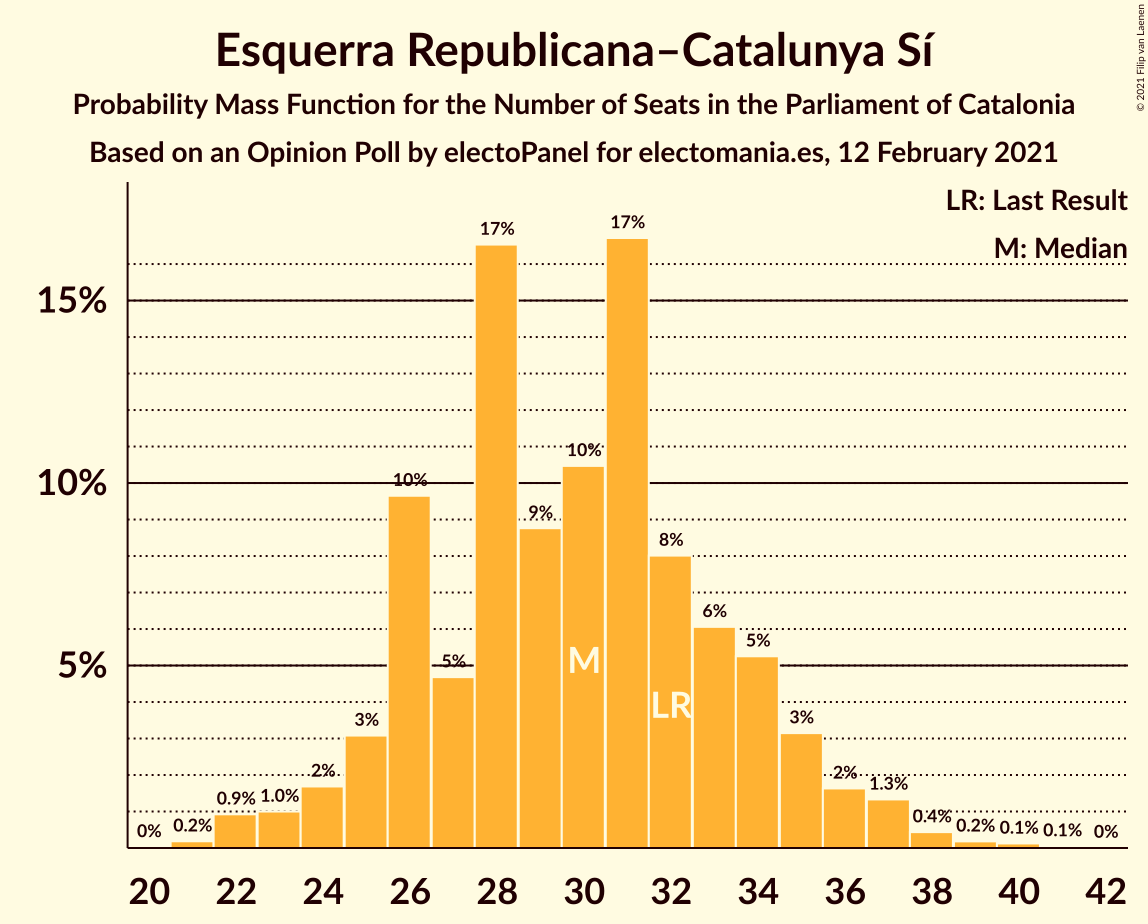 Esquerra Republicana–Catalunya Sí
Probability Mass Function for the Number of Seats in the Parliament of Catalonia
Based on an Opinion Poll by electoPanel for electomania.es, 12 February 2021
© 2021 Filip van Laenen
LR: Last Result
M: Median
15%
10%
5%
0%
0.2%
0.9%
1.0%
2%
3%
10%
5%
17%
9%
10%
17%
8%
6%
5%
3%
2%
1.3%
0.4%
0.2%
0.1%
0.1%
0%
M
LR
20 22 24 26 28 30 32 34 36 38 40 42